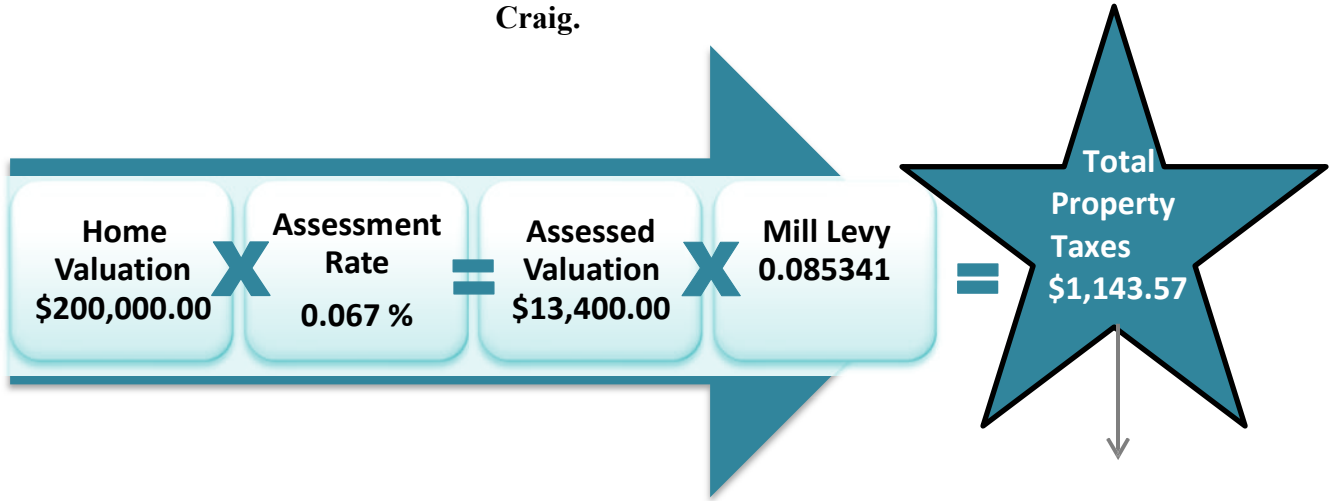 Craig.
Home
Valuation
$200,000.00
X
Assessment
Rate
0.067 %
=
Assessed
Valuation
$13,400.00
X
Mill Levy
0.085341
=
Total
Property
Taxes
$1,143.57